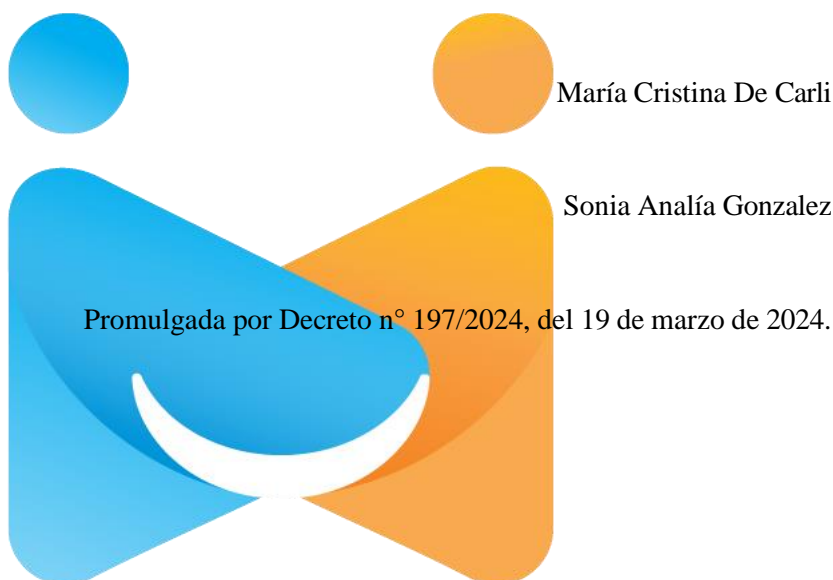 María Cristina De Carli
Sonia Analía Gonzalez
Promulgada por Decreto n° 197/2024, del 19 de marzo de 2024.